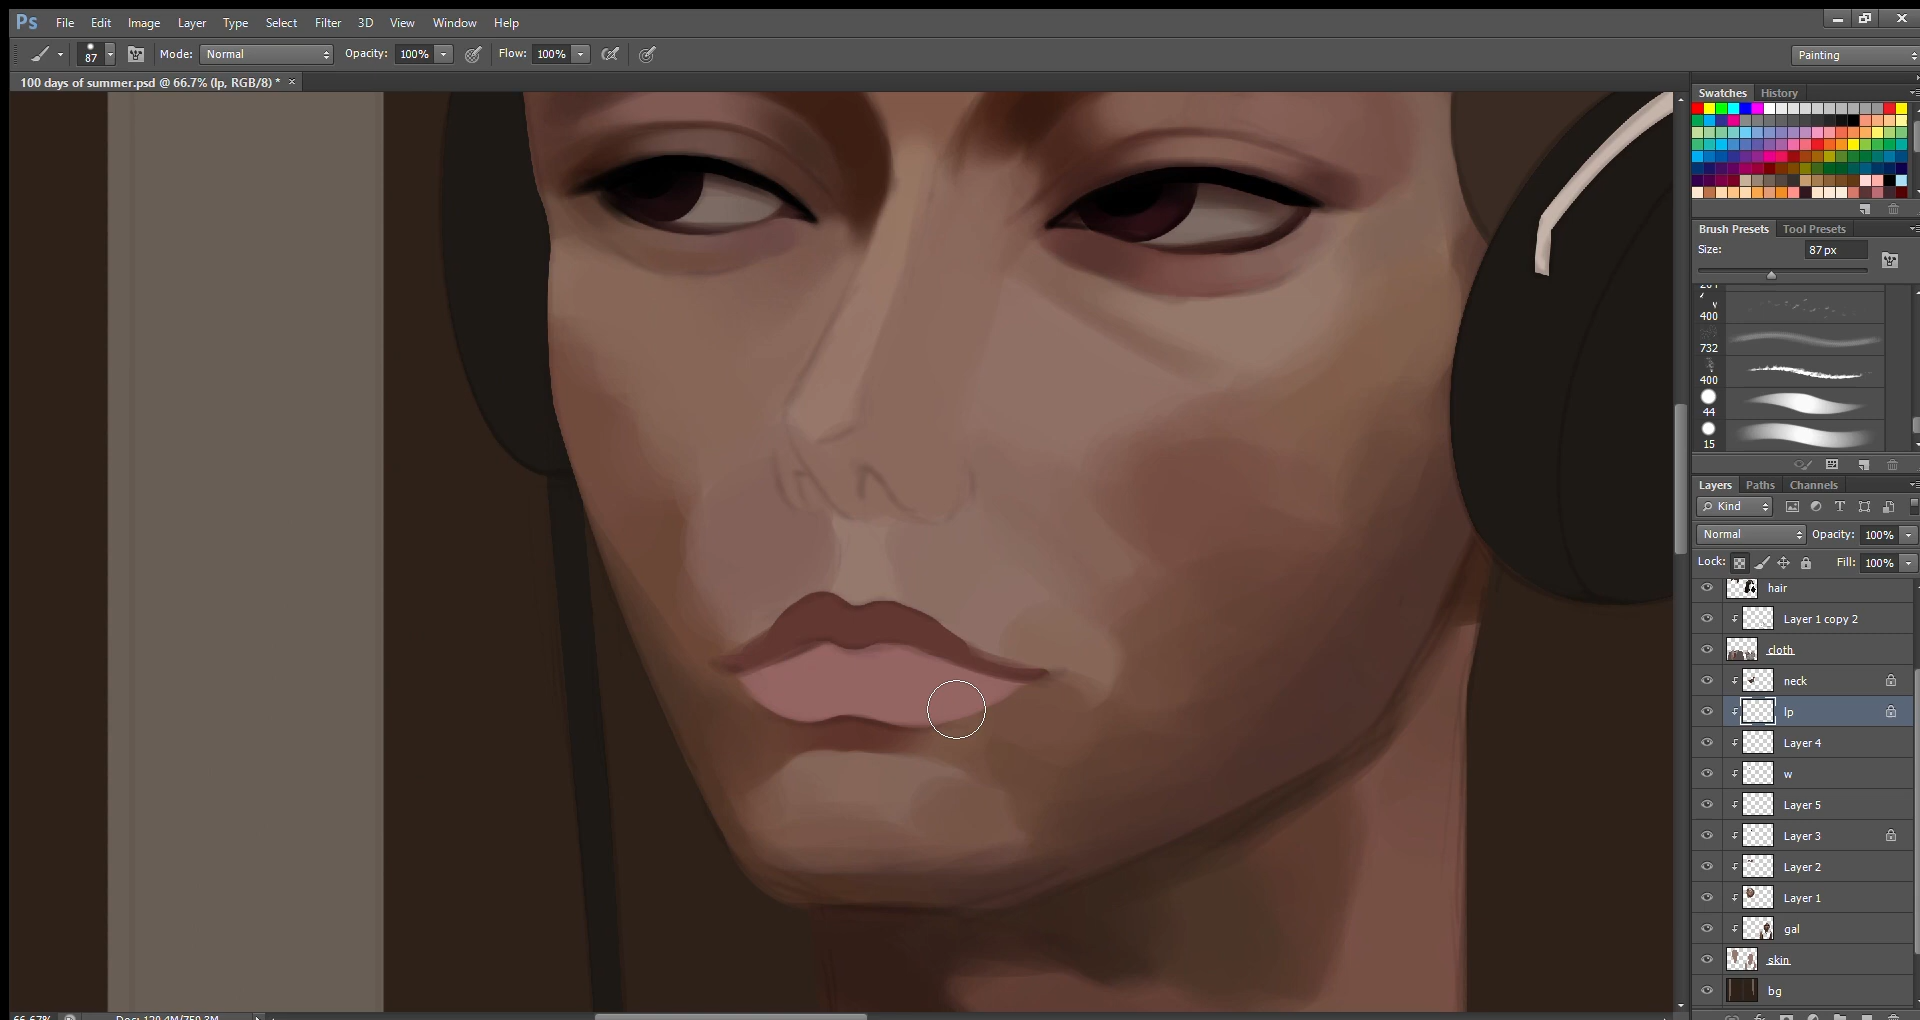 Ps File Edit Image Layer Type Select Filter 3D View Window Help
87 Mode: Normal Opacity: 100% Flow: 100% Painting
100 days of summer.psd @ 66.7% (lp, RGB/8) * ×
Swatches History
Brush Presets Tool Presets
Size: 87 px
400
732
400
44
15
Layers Paths Channels
Kind
Normal Opacity: 100%
Lock: Fill: 100%
hair
Layer 1 copy 2
cloth
neck
lp
Layer 4
w
Layer 5
Layer 3
Layer 2
Layer 1
gal
skin
bg
66.67%